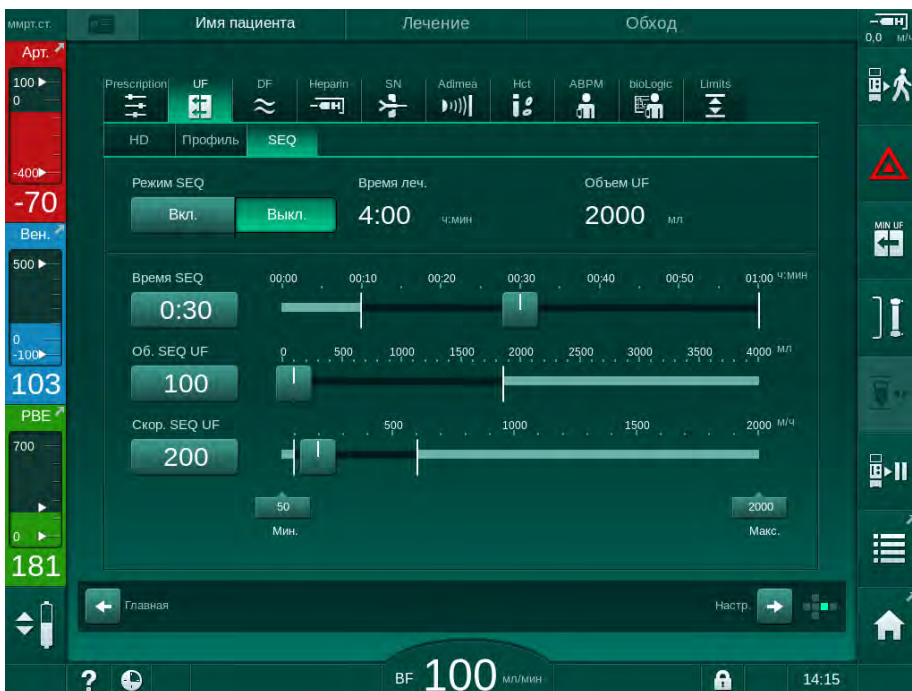 ммрт.ст.
Имя пациента
Лечение
Обход
0,0 м/ч
Арт.
100
0
-400
-70
Вен.
500
0
-100
103
PBE
700
0
181
Prescription
UF
DF
Heparin
SN
Adimea
Hct
ABPM
bioLogic
Limits
HD
Профиль
SEQ
Режим SEQ
Время леч.
Объем UF
Вкл.
Выкл.
4:00 ч:мин
2000 мл
Время SEQ
00:00 00:10 00:20 00:30 00:40 00:50 01:00 ч:мин
0:30
Об. SEQ UF
0 500 1000 1500 2000 2500 3000 3500 4000 мл
100
Скор. SEQ UF
500 1000 1500 2000 м/ч
200
50
2000
Мин.
Макс.
Главная
Настр.
MIN UF
?
BF 100 мл/мин
14:15